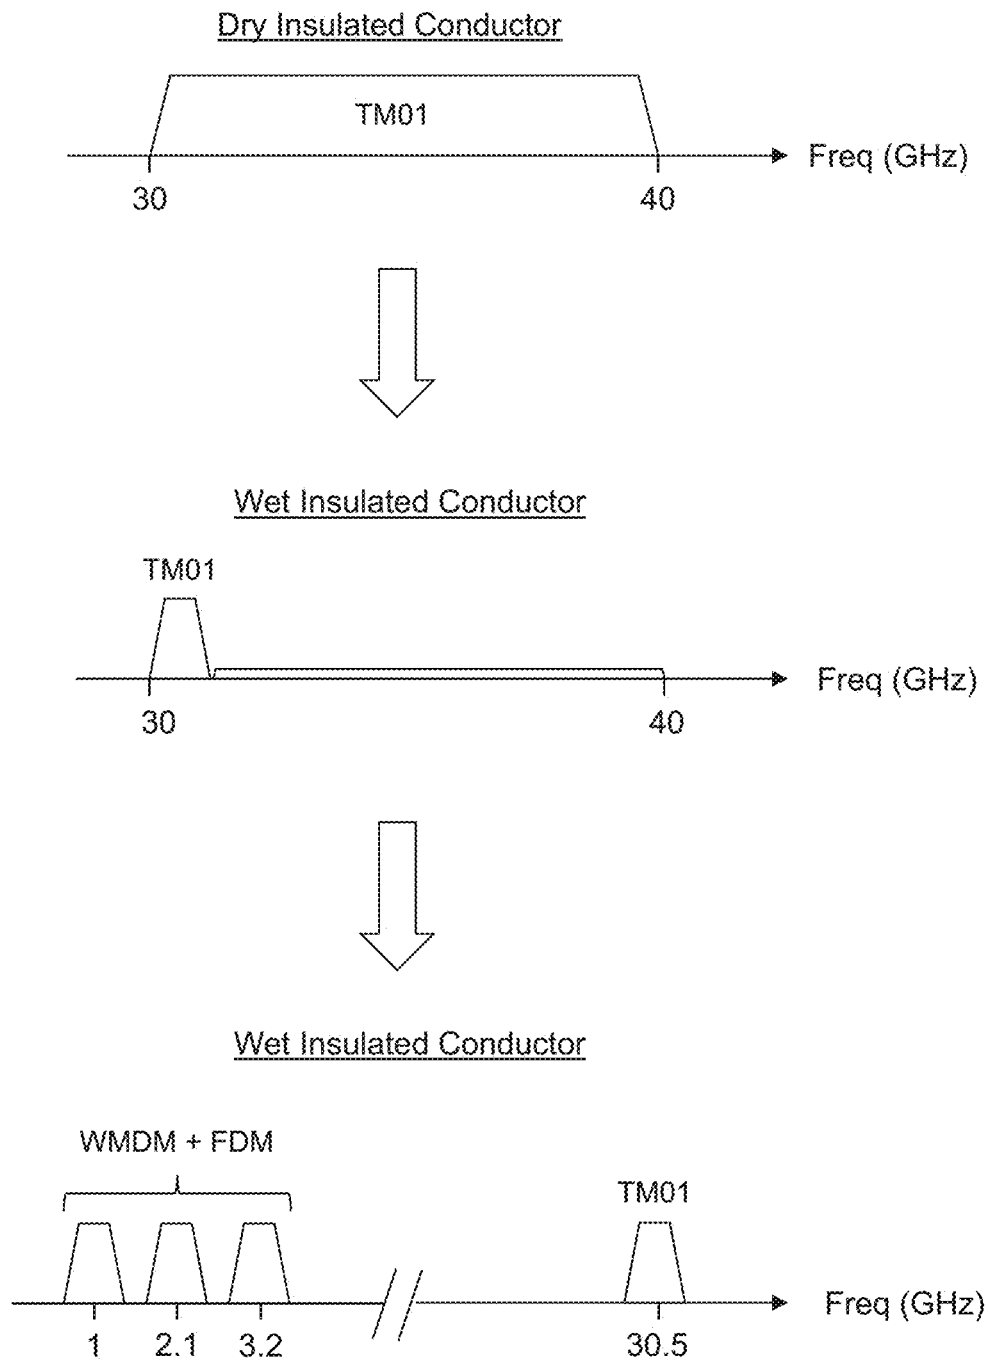 Dry Insulated Conductor
TM01
Freq (GHz)
30 40
Wet Insulated Conductor
TM01
Freq (GHz)
30 40
Wet Insulated Conductor
WMDM + FDM
TM01
Freq (GHz)
1 2.1 3.2 30.5